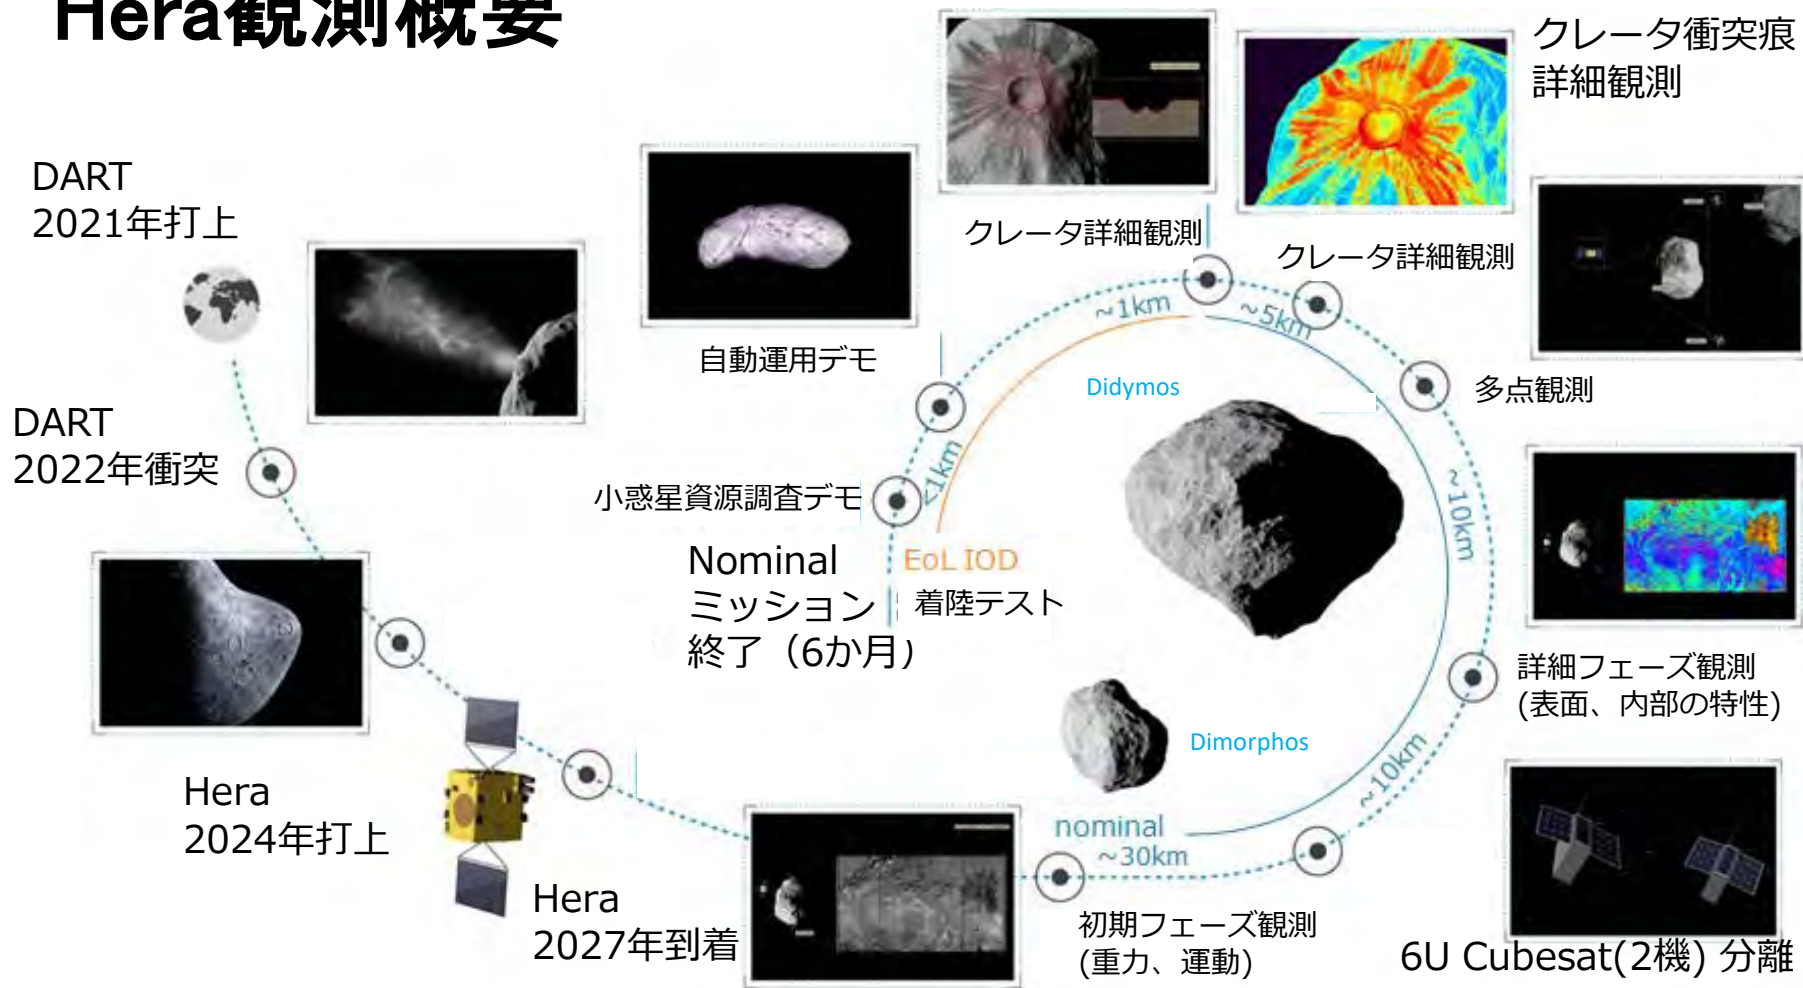 Hera観測概要
DART
2021年打上
DART
2022年衝突
Hera
2024年打上
Hera
2027年到着
nominal
~30km
初期フェーズ観測
(重力、運動)
6U Cubesat(2機) 分離
~10km
詳細フェーズ観測
(表面、内部の特性)
~10km
多点観測
~5km
クレータ詳細観測
クレータ衝突痕
詳細観測
~1km
クレータ詳細観測
自動運用デモ
<1km
小惑星資源調査デモ
Nominal
ミッション
終了（6か月）
EoL IOD
着陸テスト
Didymos
Dimorphos